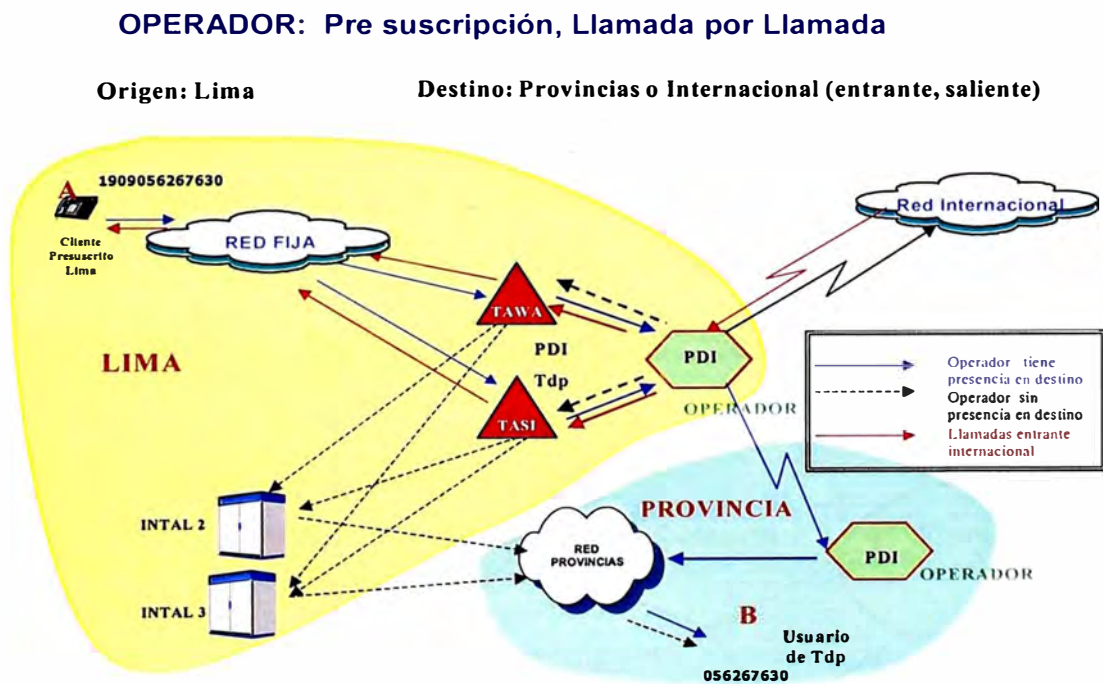 OPERADOR: Pre suscripción, Llamada por Llamada
Origen: Lima
Destino: Provincias o Internacional (entrante, saliente)
A
1909056267630
Cliente
Presuscrito
Lima
RED FIJA
Red Internacional
TAWA
PDI
Tdp
TASI
LIMA
PDI
OPERADOR
Operador tiene
presencia en destino
Operador sin
presencia en destino
Llamadas entrante
internacional
INTAL 2
INTAL 3
PROVINCIA
RED
PROVINCIAS
PDI
OPERADOR
B
Usuario
de Tdp
056267630